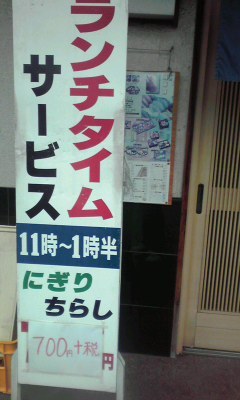 ランチタイム
サービス
11時〜1時半
にぎり
ちらし
700円+税
円